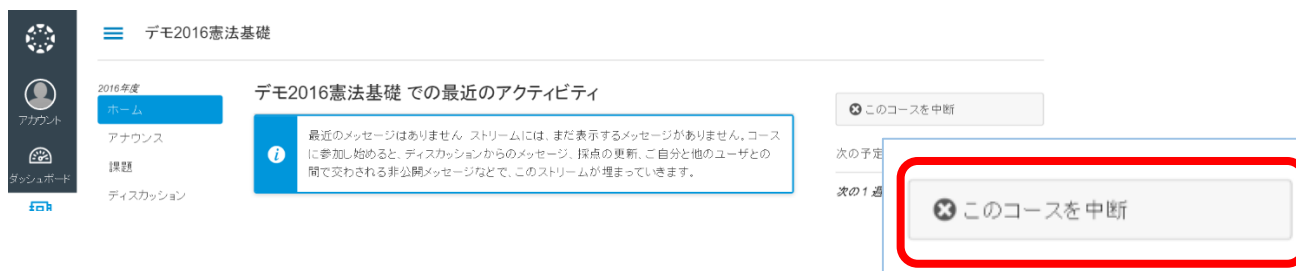 デモ2016憲法基礎
アカウント
ダッシュボード
2016年度
ホーム
アナウンス
課題
ディスカッション
デモ2016憲法基礎 での最近のアクティビティ
最近のメッセージはありません ストリームには、まだ表示するメッセージがありません。コース
に参加し始めると、ディスカッションからのメッセージ、採点の更新、ご自分と他のユーザとの
間で交わされる非公開メッセージなどで、このストリームが埋まっていきます。
このコースを中断
次の予定
次の1週
このコースを中断